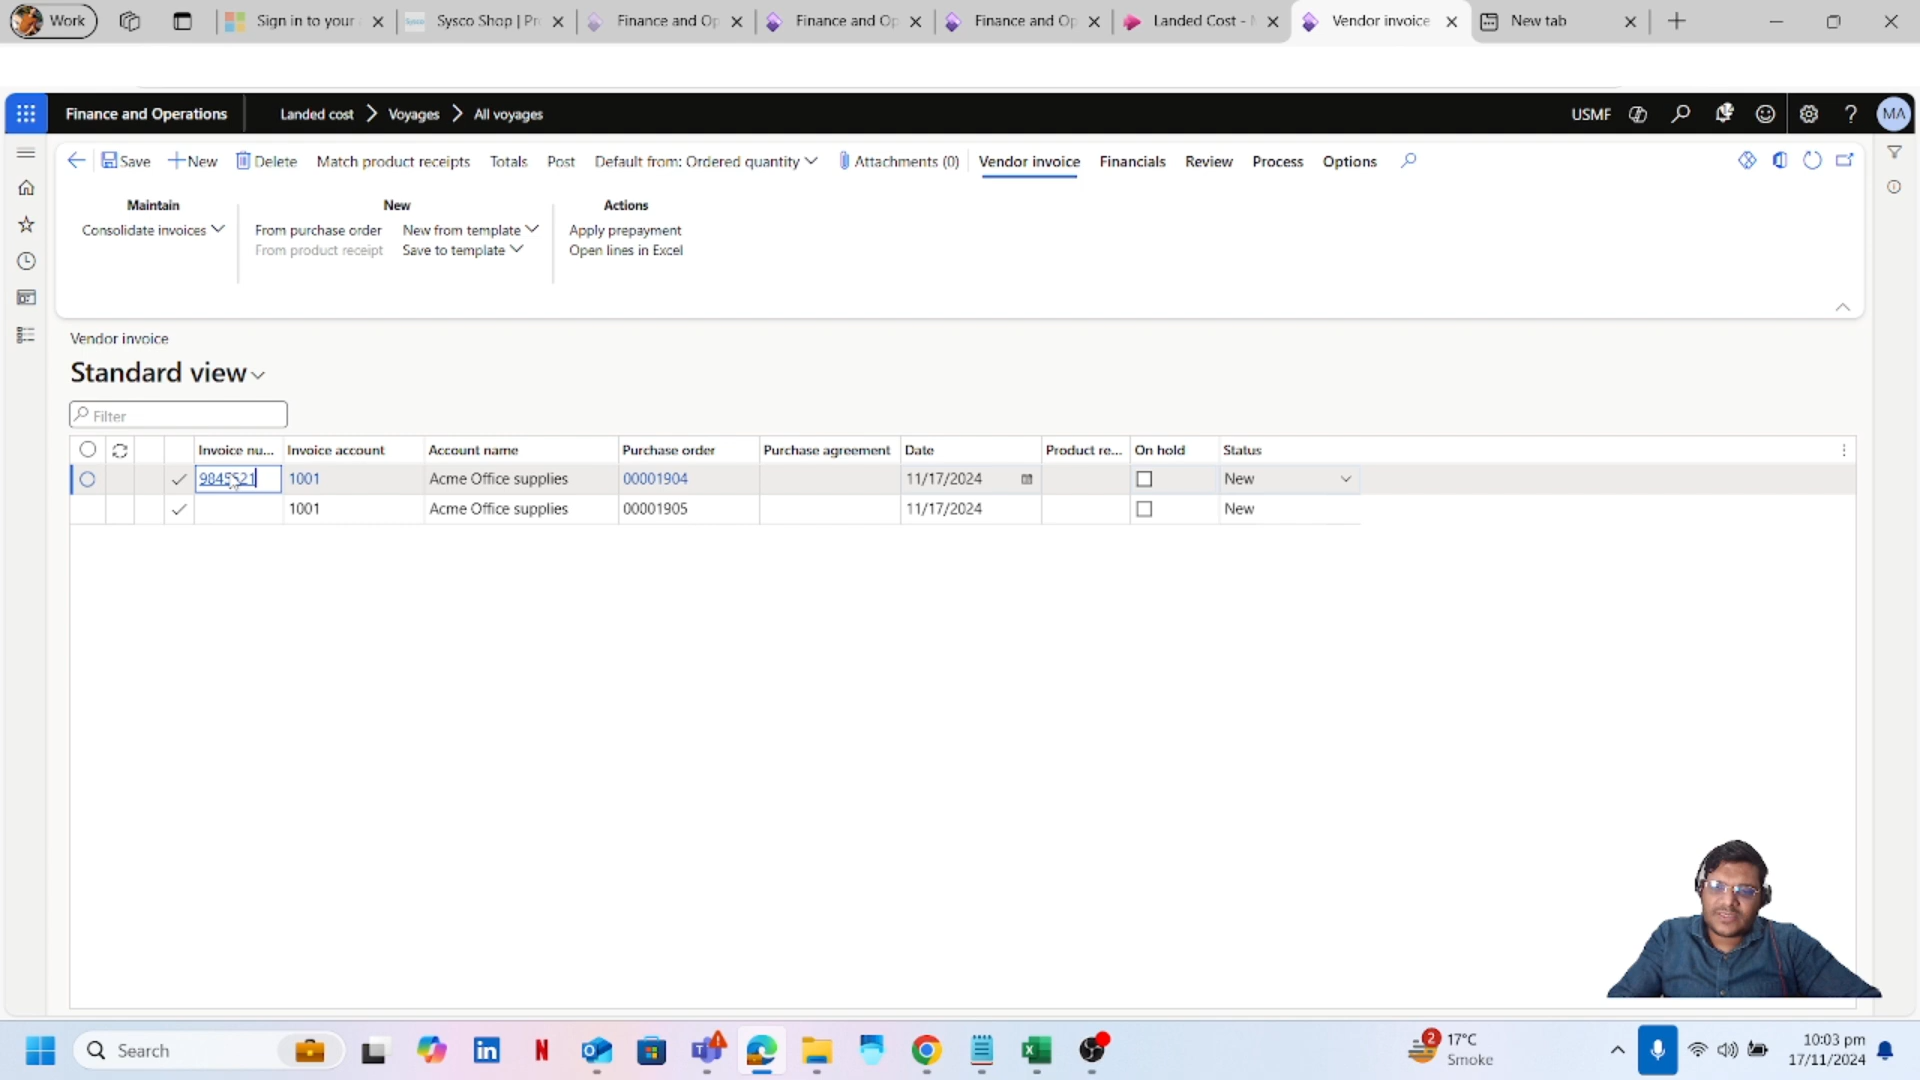 Work
Sign in to your
Sysco Shop | Pr
Finance and Op
Finance and Op
Finance and Op
Landed Cost -
Vendor invoice
New tab
Finance and Operations
Landed cost
Voyages
All voyages
USMF
MA
Save
New
Delete
Match product receipts
Totals
Post
Default from: Ordered quantity
Attachments (0)
Vendor invoice
Financials
Review
Process
Options
Maintain
Consolidate invoices
New
From purchase order
New from template
From product receipt
Save to template
Actions
Apply prepayment
Open lines in Excel
Vendor invoice
Standard view
Filter
Invoice nu... Invoice account Account name Purchase order Purchase agreement Date Product re... On hold Status
9845521 1001 Acme Office supplies 00001904 11/17/2024 New
1001 Acme Office supplies 00001905 11/17/2024 New
Search
2
17°C
Smoke
10:03 pm
17/11/2024